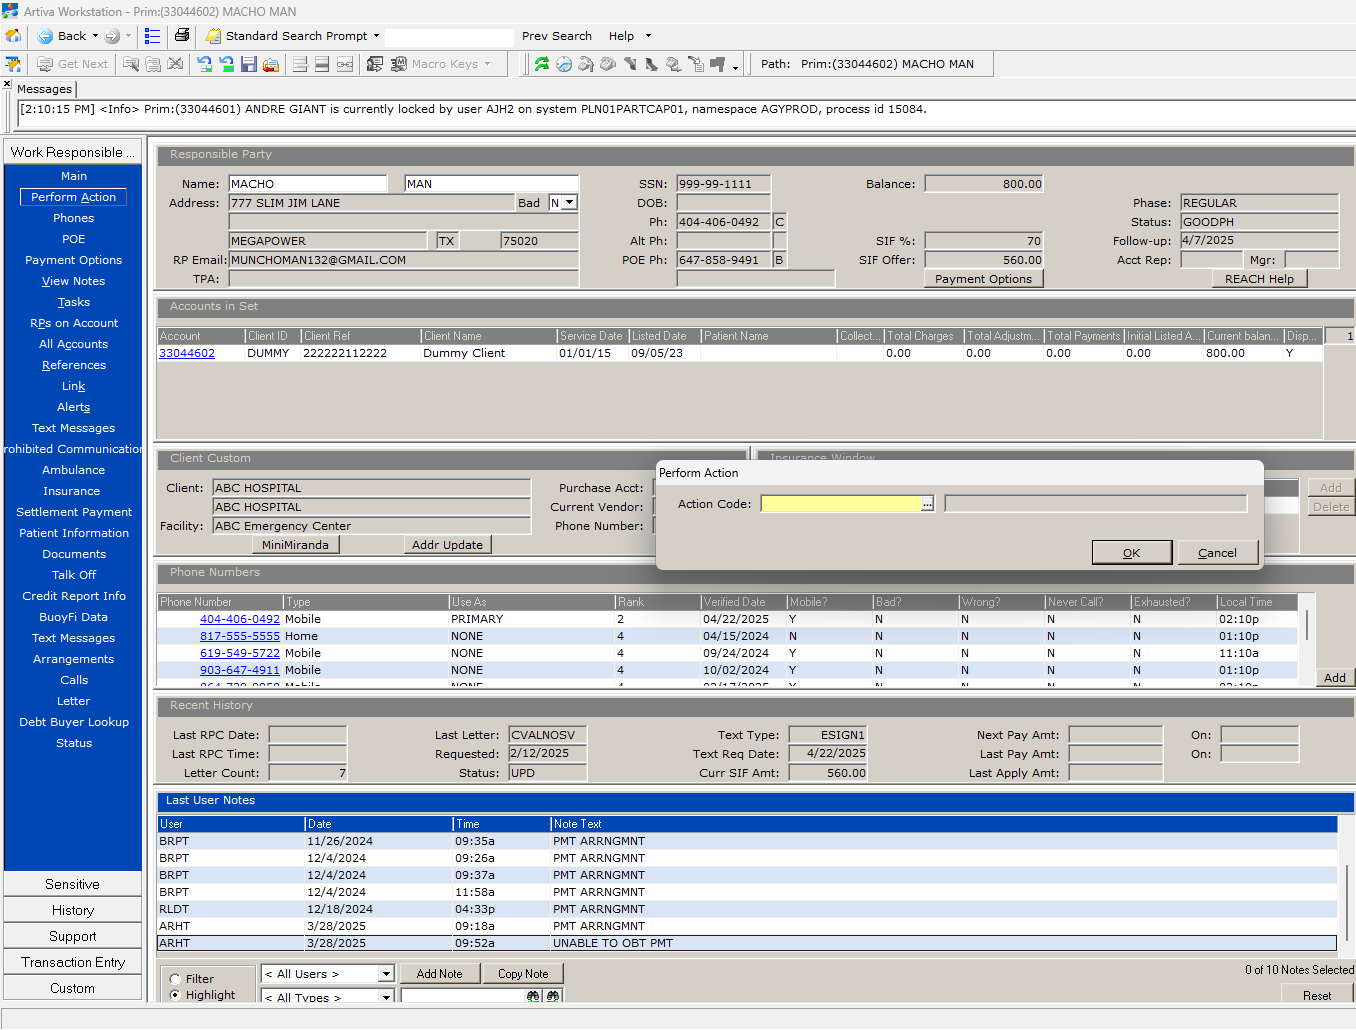 Artiva Workstation - Prim:(33044602) MACHO MAN
Back Standard Search Prompt Prev Search Help
Get Next Macro Keys Path: Prim:(33044602) MACHO MAN
Messages
[2:10:15 PM] <Info> Prim:(33044601) ANDRE GIANT is currently locked by user AJH2 on system PLN01PARTCAP01, namespace AGYPROD, process id 15084.
Work Responsible ...
Main
Perform Action
Phones
POE
Payment Options
View Notes
Tasks
RPs on Account
All Accounts
References
Link
Alerts
Text Messages
rohibited Communication
Ambulance
Insurance
Settlement Payment
Patient Information
Documents
Talk Off
Credit Report Info
BuoyFi Data
Text Messages
Arrangements
Calls
Letter
Debt Buyer Lookup
Status
Sensitive
History
Support
Transaction Entry
Custom
Responsible Party
Name: MACHO MAN SSN: 999-99-1111 Balance: 800.00
Address: 777 SLIM JIM LANE Bad N DOB: Phase: REGULAR
Ph: 404-406-0492 C Status: GOODPH
MEGAPOWER TX 75020 Alt Ph: SIF %: 70 Follow-up: 4/7/2025
RP Email: MUNCHOMAN132@GMAIL.COM POE Ph: 647-858-9491 B SIF Offer: 560.00 Acct Rep: Mgr:
TPA: Payment Options REACH Help
Accounts in Set
Account Client ID Client Ref Client Name Service Date Listed Date Patient Name Collect... Total Charges Total Adjustm... Total Payments Initial Listed A... Current balan... Disp... 1
33044602 DUMMY 222222112222 Dummy Client 01/01/15 09/05/23 0.00 0.00 0.00 0.00 800.00 Y
Client Custom Insurance Window
Client: ABC HOSPITAL Purchase Acct: Add
ABC HOSPITAL Current Vendor: Delete
Facility: ABC Emergency Center Phone Number:
MiniMiranda Addr Update
Perform Action
Action Code: ...
OK Cancel
Phone Numbers
Phone Number Type Use As Rank Verified Date Mobile? Bad? Wrong? Never Call? Exhausted? Local Time
404-406-0492 Mobile PRIMARY 2 04/22/2025 Y N N N N 02:10p
817-555-5555 Home NONE 4 04/15/2024 N N N N N 01:10p
619-549-5722 Mobile NONE 4 09/24/2024 Y N N N N 11:10a
903-647-4911 Mobile NONE 4 10/02/2024 Y N N N N 01:10p
Mobile NONE 4 Y N N N N
Add
Recent History
Last RPC Date: Last Letter: CVALNOSV Text Type: ESIGN1 Next Pay Amt: On:
Last RPC Time: Requested: 2/12/2025 Text Req Date: 4/22/2025 Last Pay Amt: On:
Letter Count: 7 Status: UPD Curr SIF Amt: 560.00 Last Apply Amt:
Last User Notes
User Date Time Note Text
BRPT 11/26/2024 09:35a PMT ARRNGMNT
BRPT 12/4/2024 09:26a PMT ARRNGMNT
BRPT 12/4/2024 09:37a PMT ARRNGMNT
BRPT 12/4/2024 11:58a PMT ARRNGMNT
RLDT 12/18/2024 04:33p PMT ARRNGMNT
ARHT 3/28/2025 09:18a PMT ARRNGMNT
ARHT 3/28/2025 09:52a UNABLE TO OBT PMT
Filter < All Users > Add Note Copy Note 0 of 10 Notes Selected
Highlight < All Types > Reset